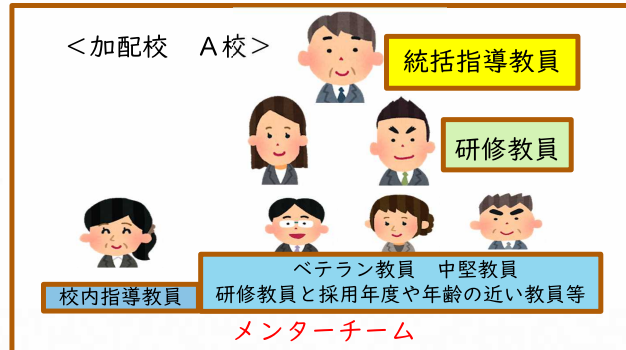 <加配校　A校>
統括指導教員
研修教員
校内指導教員
ベテラン教員　中堅教員
研修教員と採用年度や年齢の近い教員等
メンターチーム